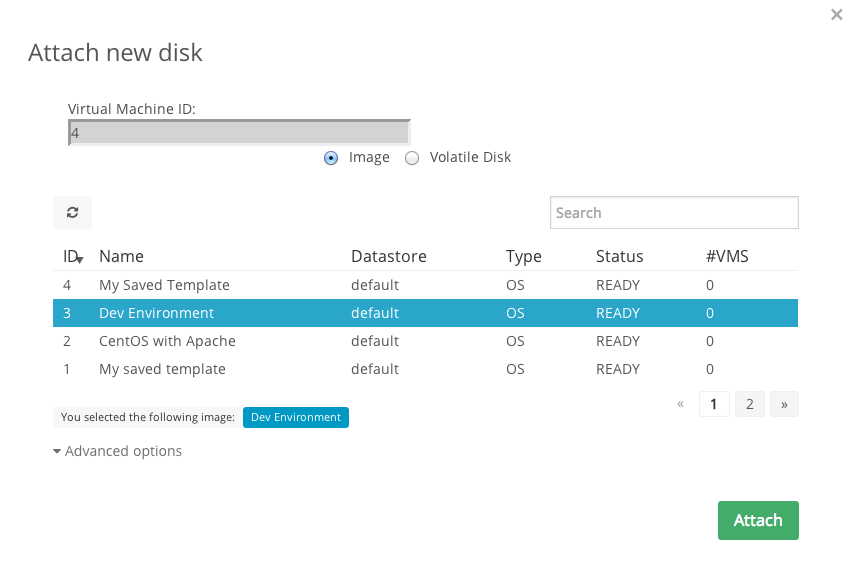 ×
Attach new disk
Virtual Machine ID:
4
Image Volatile Disk
Search
ID Name Datastore Type Status #VMS
4 My Saved Template default OS READY 0
3 Dev Environment default OS READY 0
2 CentOS with Apache default OS READY 0
1 My saved template default OS READY 0
« 1 2 »
You selected the following image: Dev Environment
Advanced options
Attach